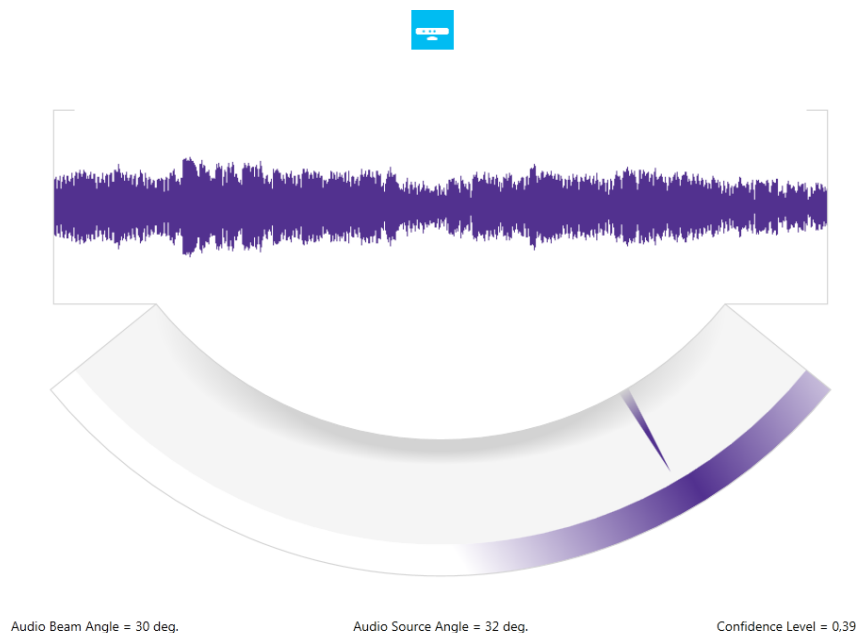 Audio Beam Angle = 30 deg.
Audio Source Angle = 32 deg.
Confidence Level = 0,39